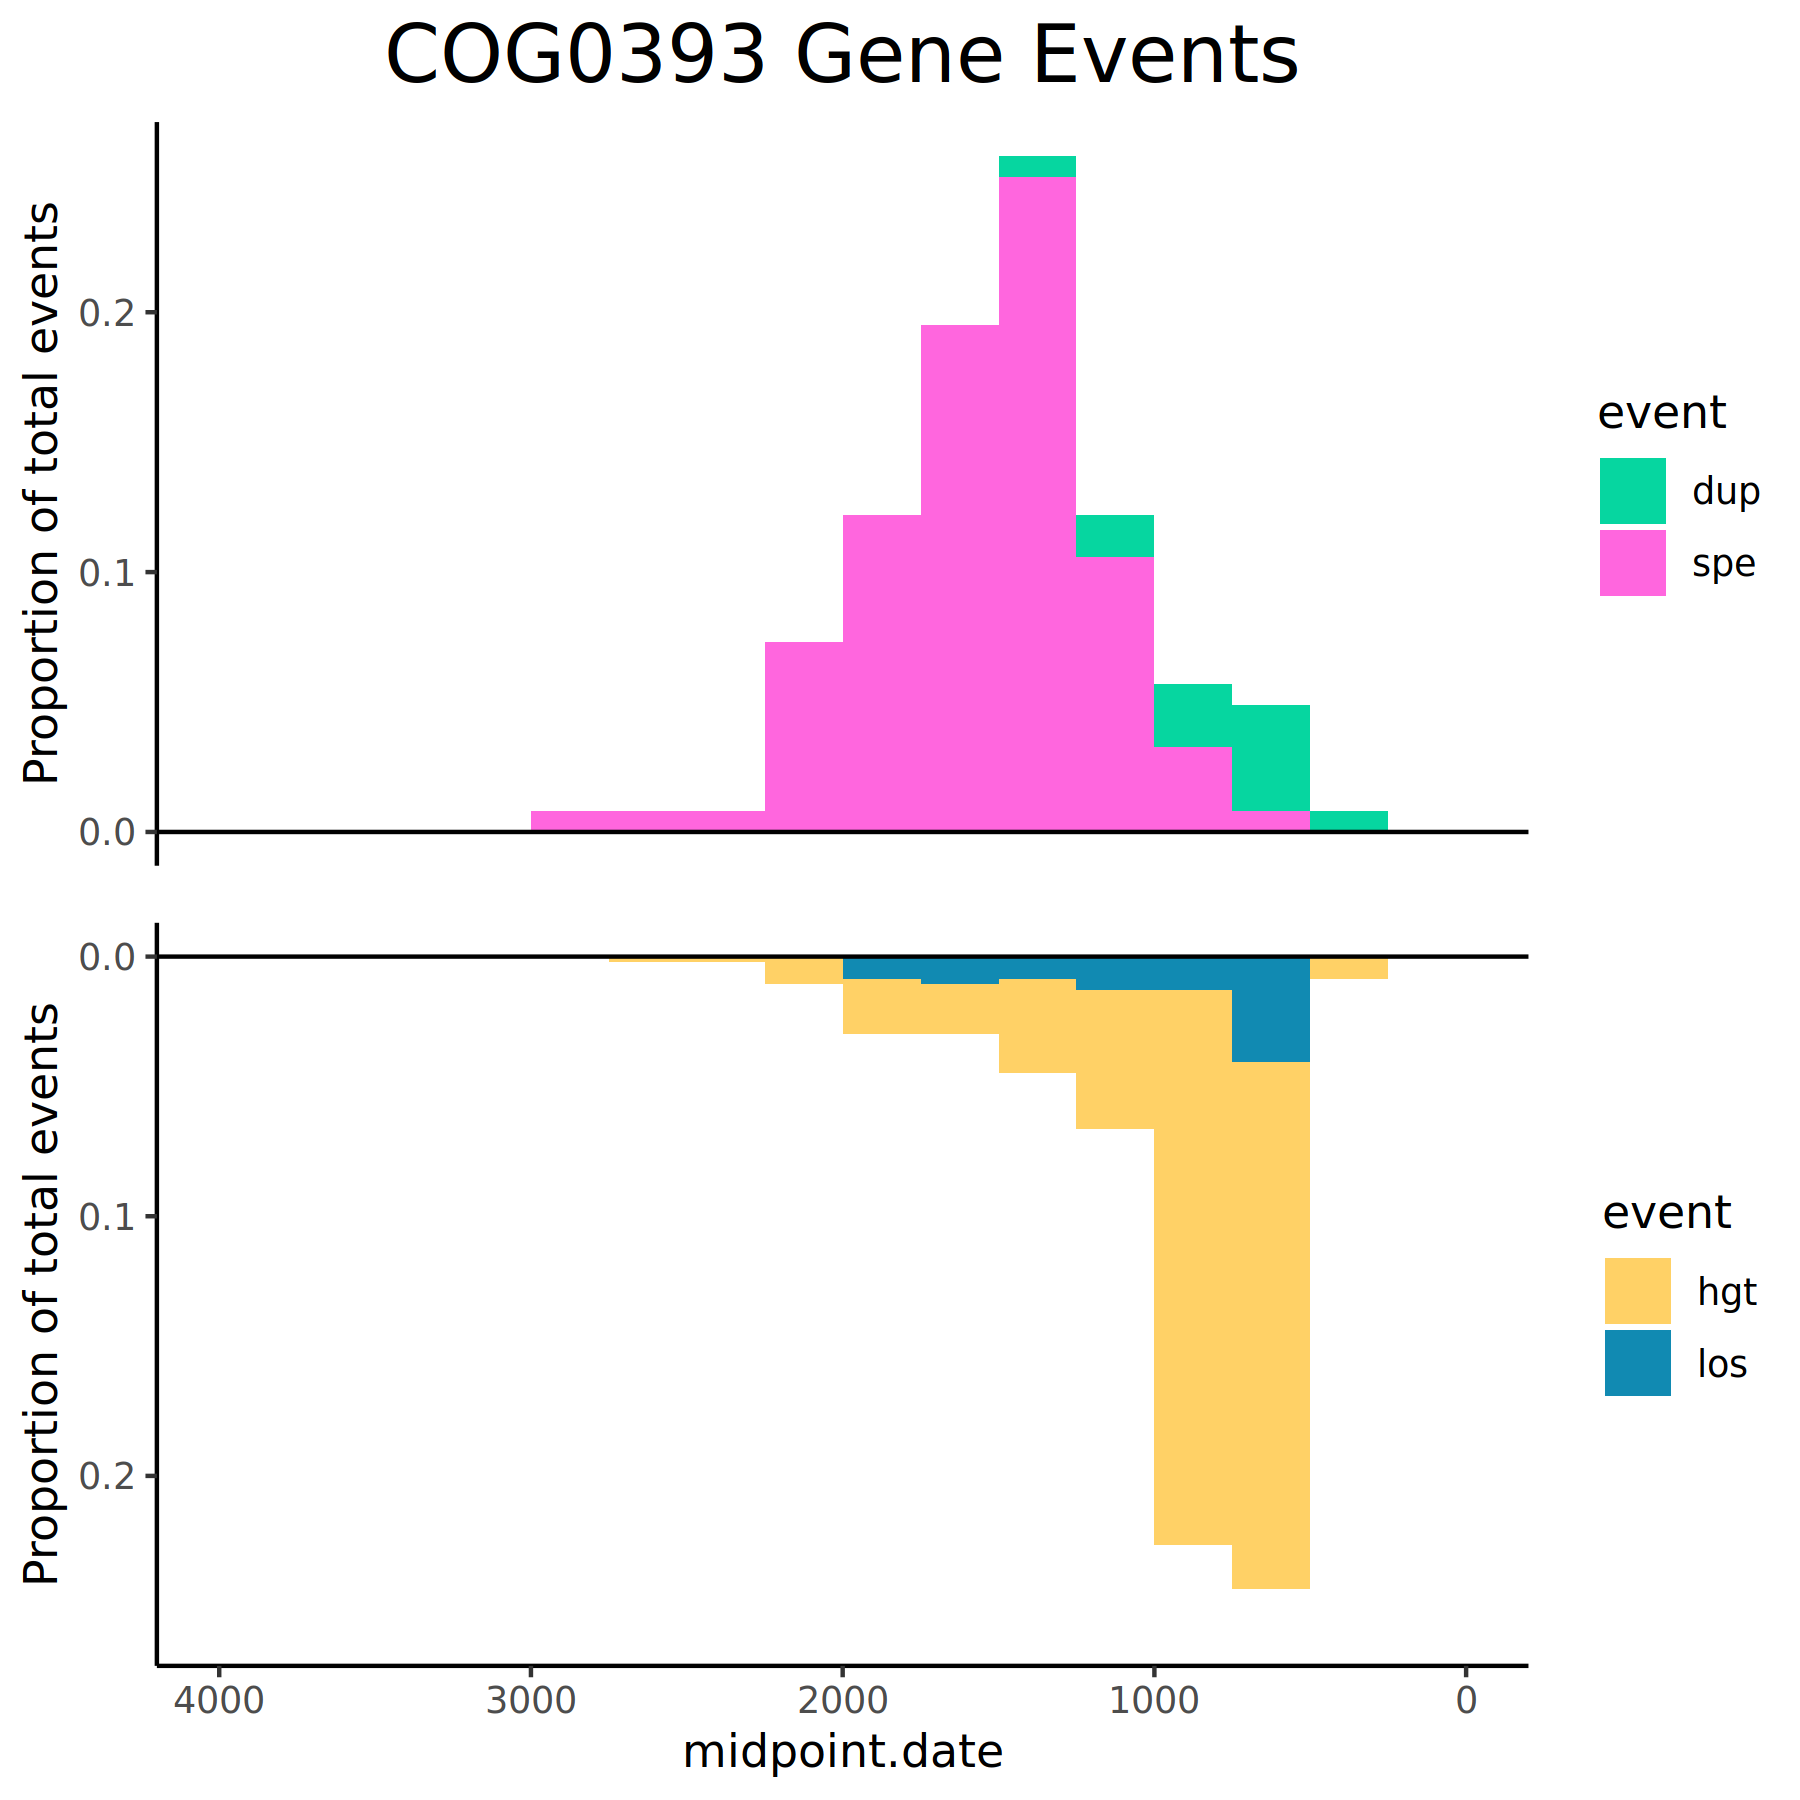 COG0393 Gene Events
Proportion of total events
0.2
0.1
0.0
event
dup
spe
Proportion of total events
0.0
0.1
0.2
event
hgt
los
4000 3000 2000 1000 0
midpoint.date